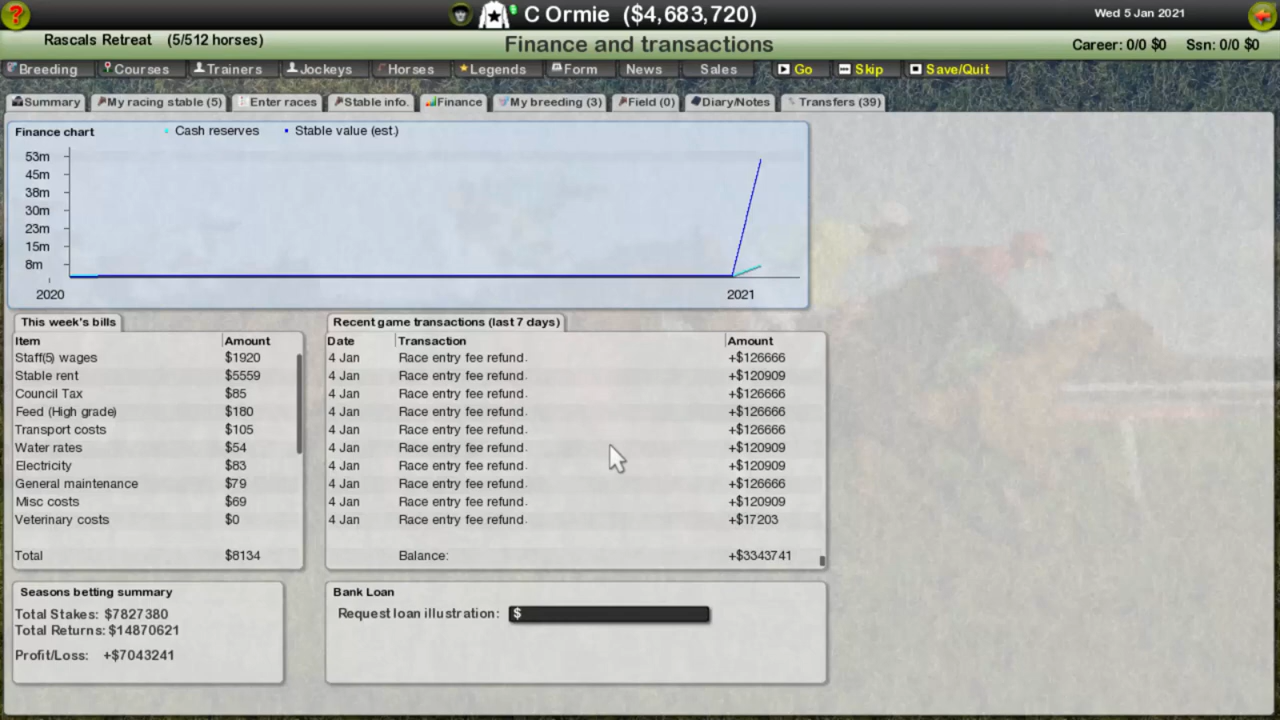 ? C Ormie ($4,683,720) Wed 5 Jan 2021
Rascals Retreat (5/512 horses) Finance and transactions Career: 0/0 $0 Ssn: 0/0 $0
Breeding Courses Trainers Jockeys Horses Legends Form News Sales Go Skip Save/Quit
Summary My racing stable (5) Enter races Stable info. Finance My breeding (3) Field (0) Diary/Notes Transfers (39)
Finance chart Cash reserves Stable value (est.)
53m
45m
38m
30m
23m
15m
8m
2020 2021
This week's bills
Item Amount
Staff(5) wages $1920
Stable rent $5559
Council Tax $85
Feed (High grade) $180
Transport costs $105
Water rates $54
Electricity $83
General maintenance $79
Misc costs $69
Veterinary costs $0
Total $8134
Recent game transactions (last 7 days)
Date Transaction Amount
4 Jan Race entry fee refund. +$126666
4 Jan Race entry fee refund. +$120909
4 Jan Race entry fee refund. +$126666
4 Jan Race entry fee refund. +$126666
4 Jan Race entry fee refund. +$126666
4 Jan Race entry fee refund. +$120909
4 Jan Race entry fee refund. +$120909
4 Jan Race entry fee refund. +$126666
4 Jan Race entry fee refund. +$120909
4 Jan Race entry fee refund. +$17203
Balance: +$3343741
Seasons betting summary
Total Stakes: $7827380
Total Returns: $14870621
Profit/Loss: +$7043241
Bank Loan
Request loan illustration: $